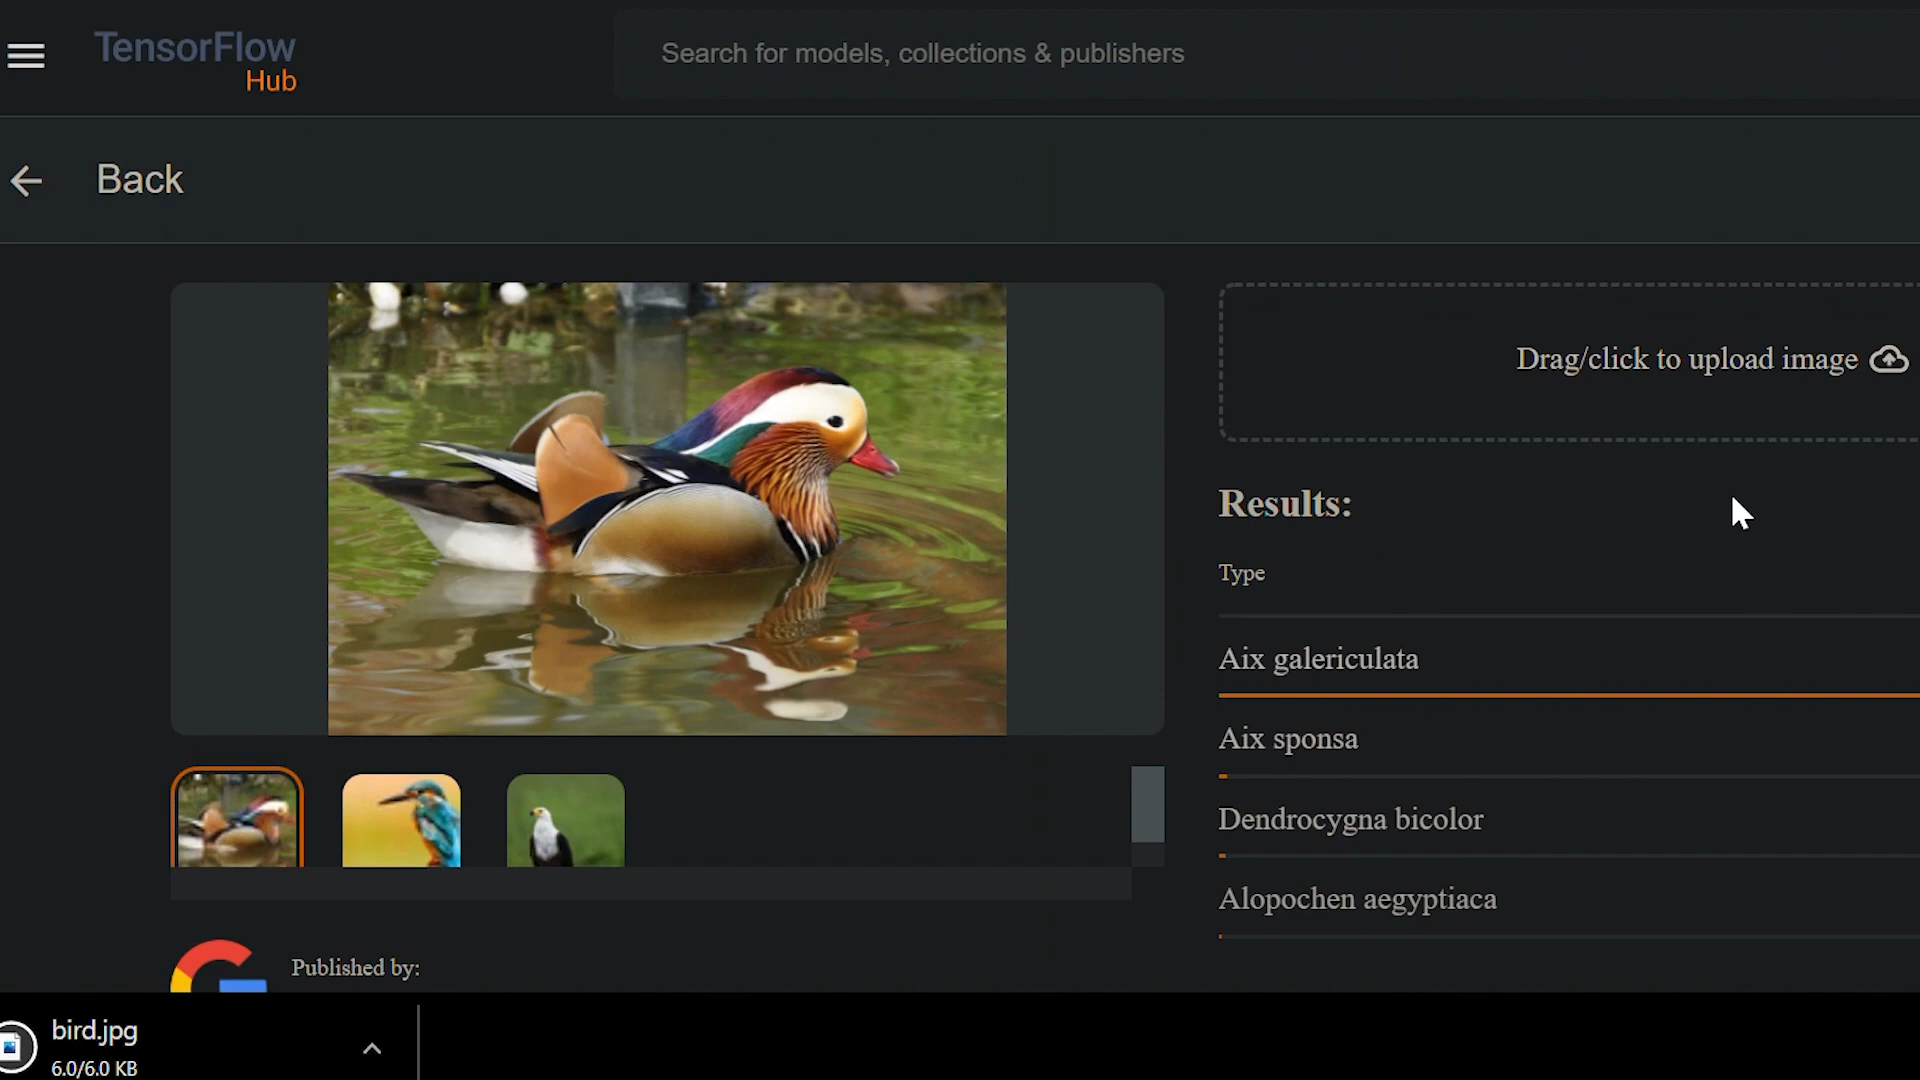 TensorFlow
Hub
Search for models, collections & publishers
Back
Drag/click to upload image
Results:
Type
Aix galericulata
Aix sponsa
Dendrocygna bicolor
Alopochen aegyptiaca
Published by:
bird.jpg
6.0/6.0 KB